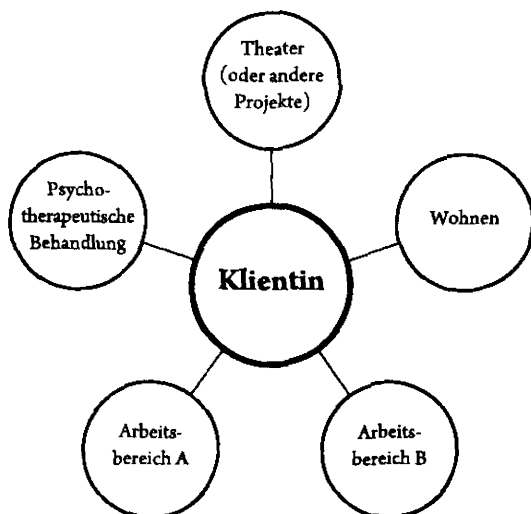 Theater
(oder andere
Projekte)
Psycho-
therapeutische
Behandlung
Wohnen
Klientin
Arbeits-
bereich A
Arbeits-
bereich B